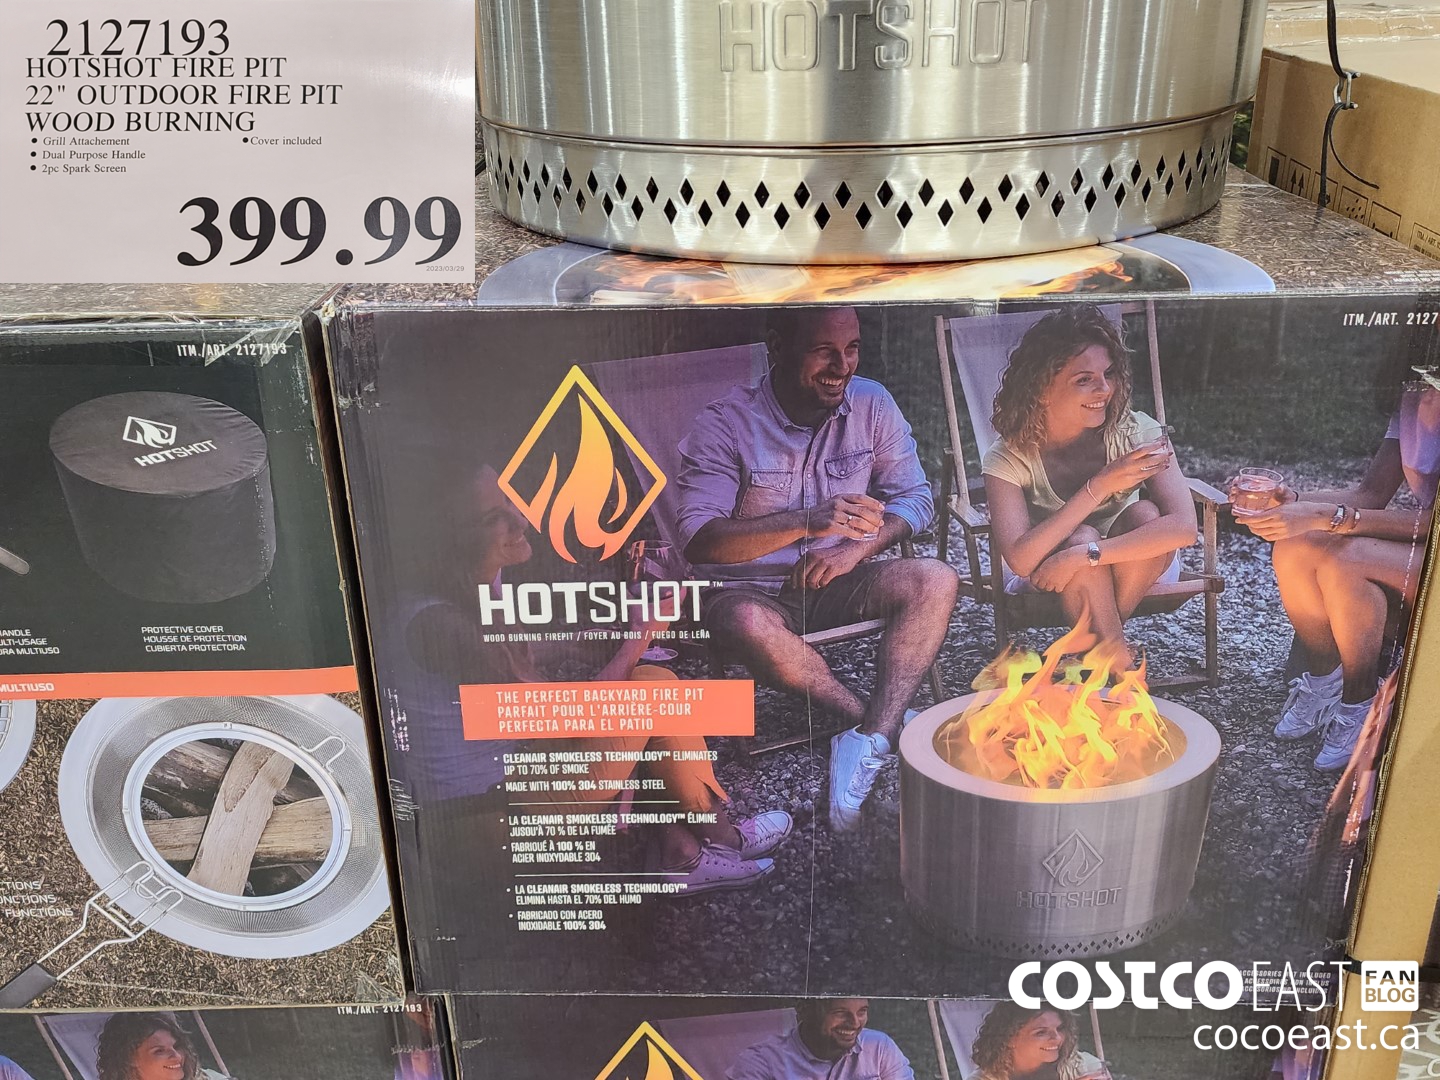 2127193
HOTSHOT FIRE PIT
22" OUTDOOR FIRE PIT
WOOD BURNING
• Grill Attachement
• Cover included
• Dual Purpose Handle
• 2pc Spark Screen
399.99
2023/03/29
HOTSHOT
ITM./ART. 2127193
HOTSHOT
PROTECTIVE COVER
HOUSSE DE PROTECTION
CUBIERTA PROTECTORA
MULTIUSO
ITM./ART. 2127
HOTSHOT™
WOOD BURNING FIREPIT / FOYER AU BOIS / FUEGO DE LEÑA
THE PERFECT BACKYARD FIRE PIT
PARFAIT POUR L'ARRIÈRE-COUR
PERFECTA PARA EL PATIO
• CLEANAIR SMOKELESS TECHNOLOGY™ ELIMINATES
UP TO 70% OF SMOKE
• MADE WITH 100% 304 STAINLESS STEEL
• LA CLEANAIR SMOKELESS TECHNOLOGY™ ÉLIMINE
JUSQU'À 70 % DE LA FUMÉE
• FABRIQUÉ À 100 % EN
ACIER INOXYDABLE 304
• LA CLEANAIR SMOKELESS TECHNOLOGY™
ELIMINA HASTA EL 70% DEL HUMO
• FABRICADO CON ACERO
INOXIDABLE 100% 304
HOTSHOT
FUNCTIONS
ITM./ART. 2127193
COSTCO EAST FAN BLOG
cocoeast.ca